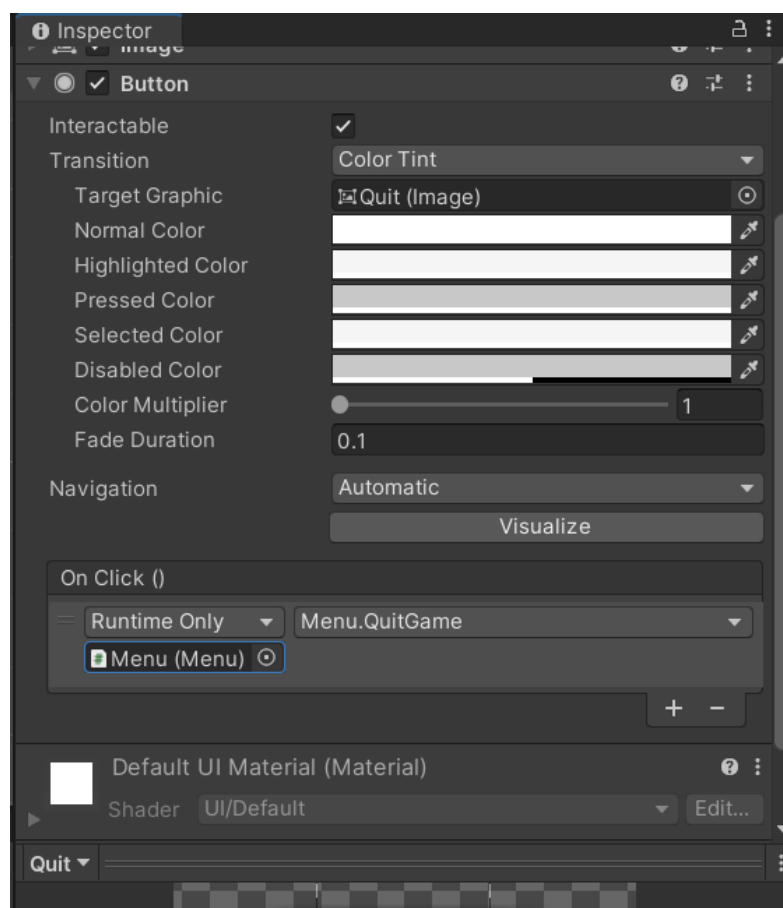 Inspector
Image
Button
Interactable
Transition Color Tint
Target Graphic Quit (Image)
Normal Color
Highlighted Color
Pressed Color
Selected Color
Disabled Color
Color Multiplier 1
Fade Duration 0.1
Navigation Automatic
Visualize
On Click ()
Runtime Only Menu.QuitGame
Menu (Menu)
+ −
Default UI Material (Material)
Shader UI/Default Edit...
Quit